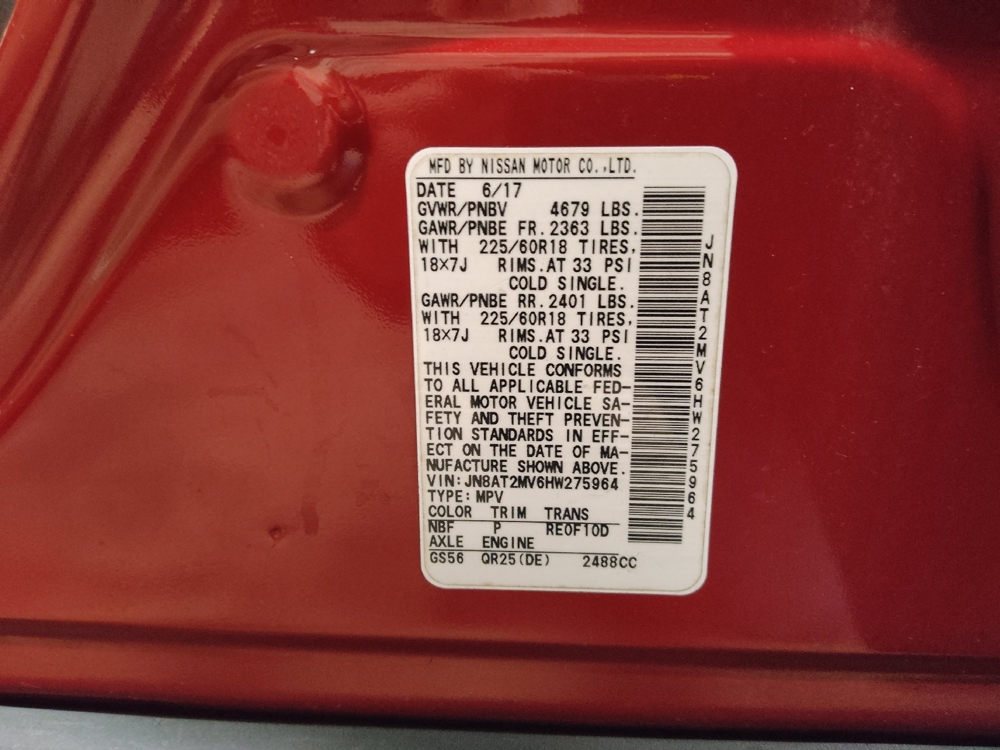 MFD BY NISSAN MOTOR CO.,LTD.
DATE 6/17
GVWR/PNBV 4679 LBS.
GAWR/PNBE FR. 2363 LBS.
WITH 225/60R18 TIRES,
18×7J RIMS. AT 33 PSI
COLD SINGLE.
GAWR/PNBE RR. 2401 LBS.
WITH 225/60R18 TIRES,
18×7J RIMS. AT 33 PSI
COLD SINGLE.
THIS VEHICLE CONFORMS
TO ALL APPLICABLE FED-
ERAL MOTOR VEHICLE SA-
FETY AND THEFT PREVEN-
TION STANDARDS IN EFF-
ECT ON THE DATE OF MA-
NUFACTURE SHOWN ABOVE.
VIN: JN8AT2MV6HW275964
TYPE: MPV
COLOR TRIM TRANS
NBF P RE0F10D
AXLE ENGINE
GS56 QR25(DE) 2488CC
JN8AT2MV6HW275964